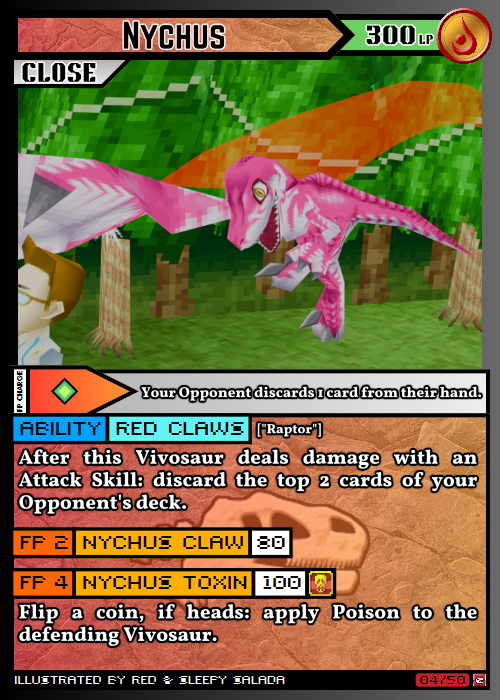 NYCHUS
300 LP
CLOSE
FP CHARGE
Your Opponent discards 1 card from their hand.
ABILITY RED CLAWS ["Raptor"]
After this Vivosaur deals damage with an
Attack Skill: discard the top 2 cards of your
Opponent's deck.
FP 2 NYCHUS CLAW 80
FP 4 NYCHUS TOXIN 100
Flip a coin, if heads: apply Poison to the
defending Vivosaur.
ILLUSTRATED BY RED & SLEEPY SALADA
04/50